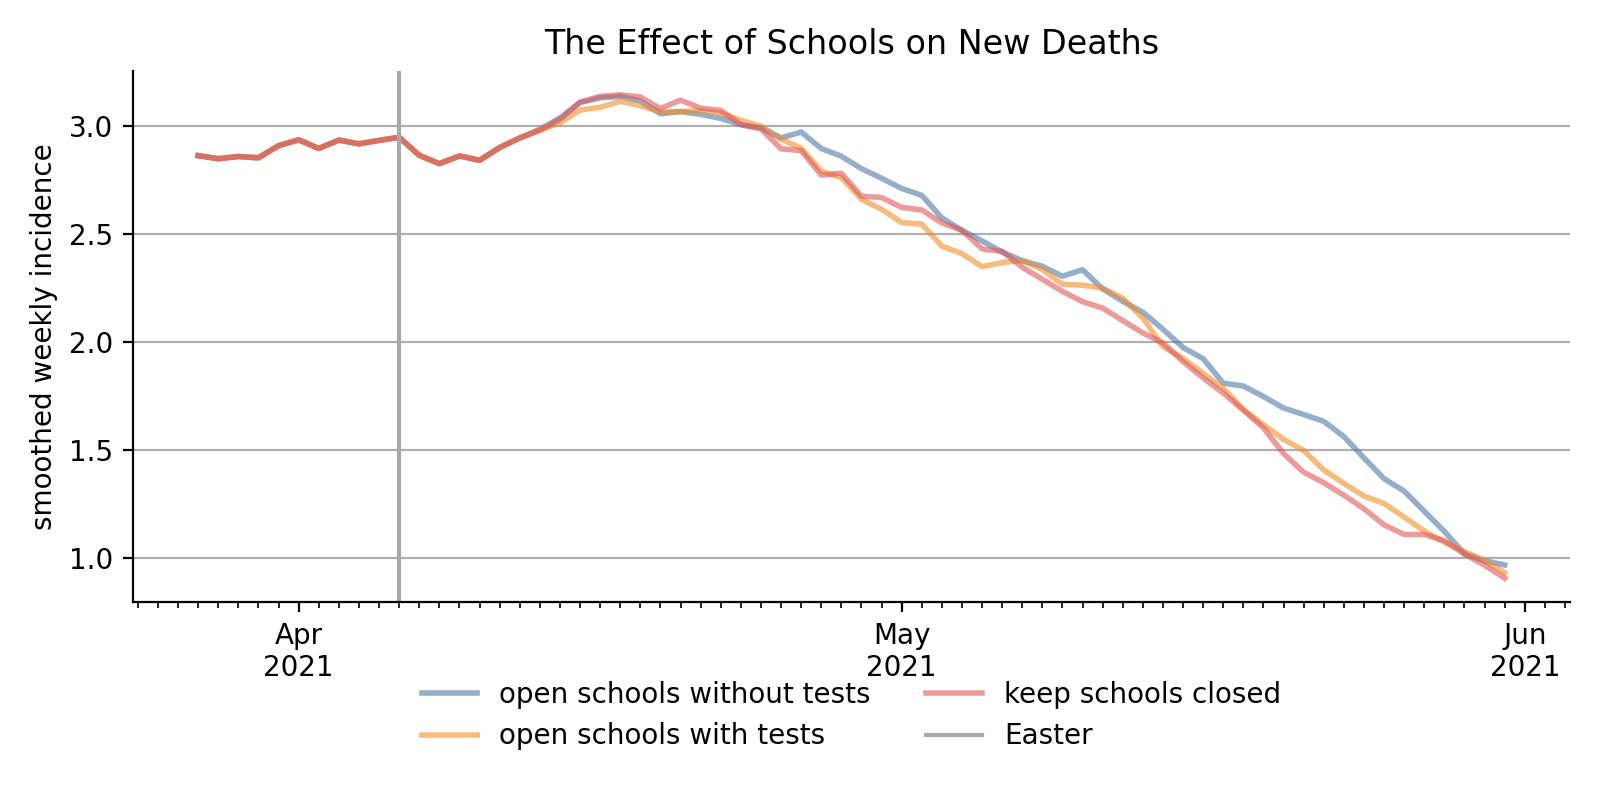 The Effect of Schools on New Deaths
smoothed weekly incidence
3.0
2.5
2.0
1.5
1.0
Apr
2021
May
2021
Jun
2021
open schools without tests
open schools with tests
keep schools closed
Easter